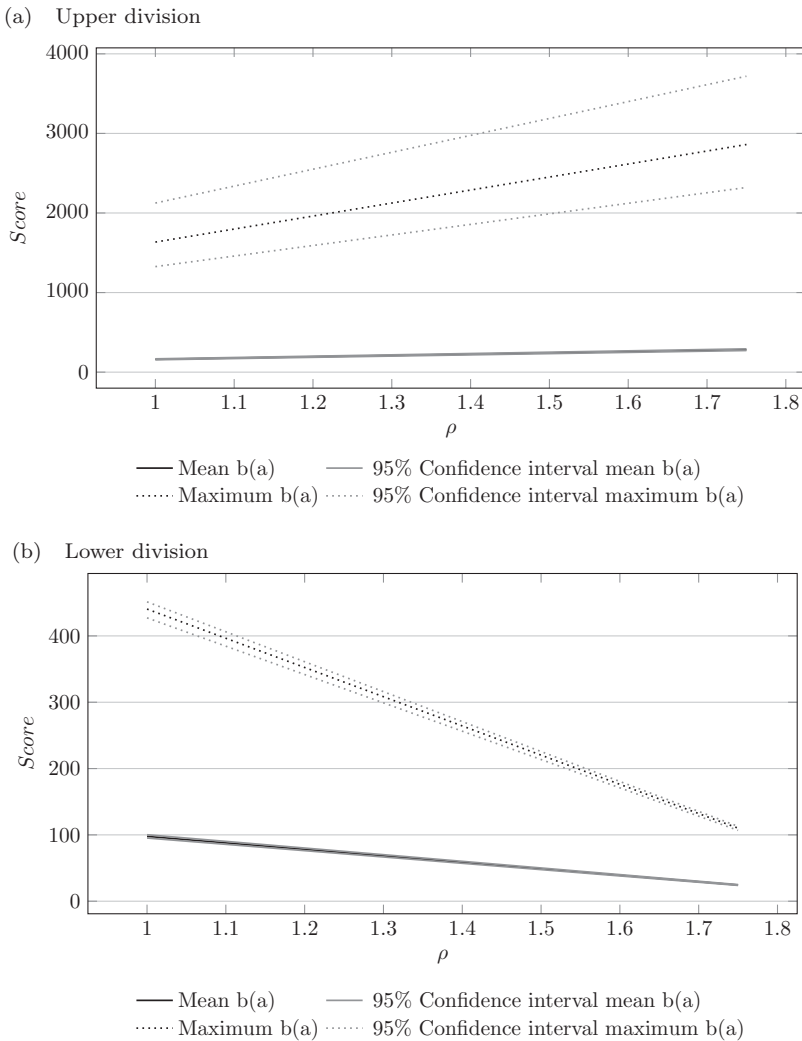 (a) Upper division
4000
3000
2000
1000
0
Score
1 1.1 1.2 1.3 1.4 1.5 1.6 1.7 1.8
ρ
Mean b(a) 95% Confidence interval mean b(a)
Maximum b(a) 95% Confidence interval maximum b(a)
(b) Lower division
400
300
200
100
0
Score
1 1.1 1.2 1.3 1.4 1.5 1.6 1.7 1.8
ρ
Mean b(a) 95% Confidence interval mean b(a)
Maximum b(a) 95% Confidence interval maximum b(a)